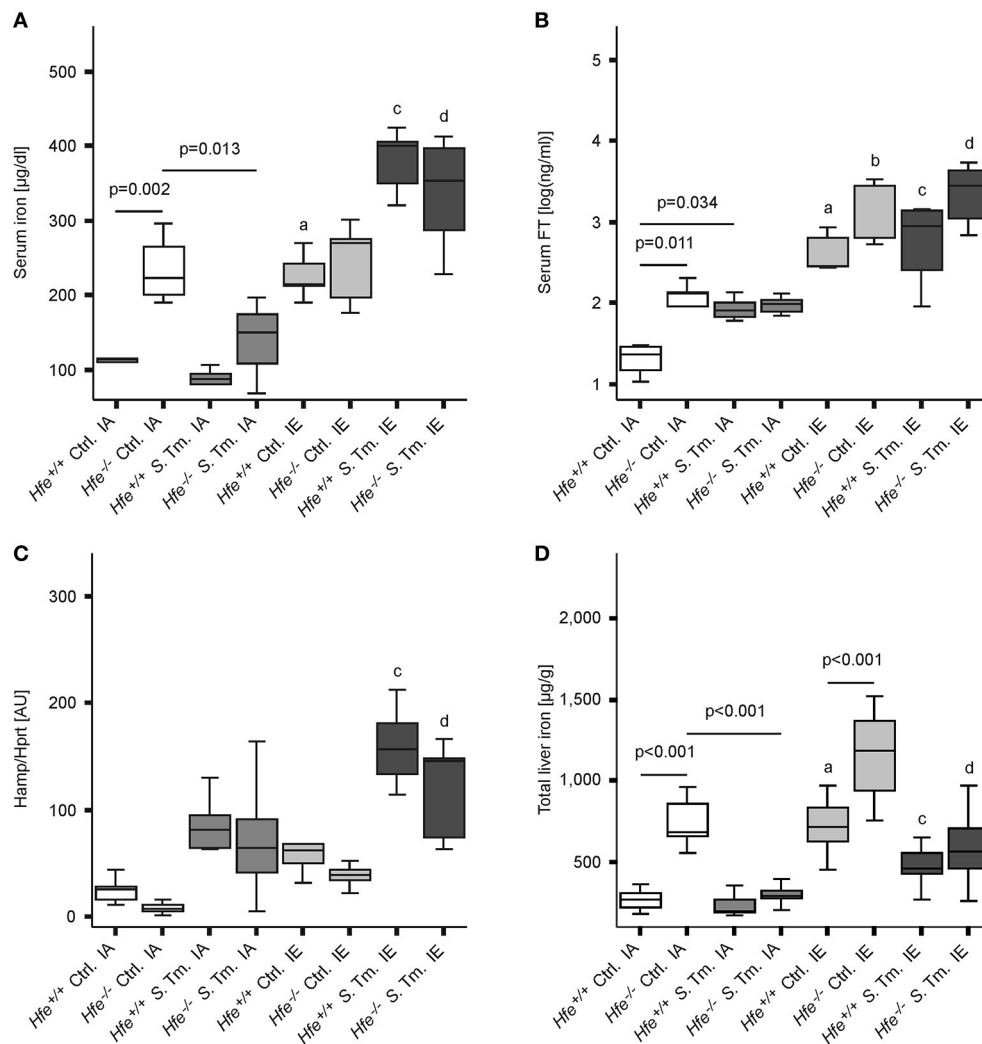 A
Serum iron [µg/dl]
500
400
300
200
100
p=0.002
p=0.013
a
c
d
Hfe+/+ Ctrl. IA
Hfe-/- Ctrl. IA
Hfe+/+ S. Tm. IA
Hfe-/- S. Tm. IA
Hfe+/+ Ctrl. IE
Hfe-/- Ctrl. IE
Hfe+/+ S. Tm. IE
Hfe-/- S. Tm. IE
B
Serum FT [log(ng/ml)]
5
4
3
2
1
p=0.034
p=0.011
a
b
c
d
Hfe+/+ Ctrl. IA
Hfe-/- Ctrl. IA
Hfe+/+ S. Tm. IA
Hfe-/- S. Tm. IA
Hfe+/+ Ctrl. IE
Hfe-/- Ctrl. IE
Hfe+/+ S. Tm. IE
Hfe-/- S. Tm. IE
C
Hamp/Hprt [AU]
300
200
100
0
c
d
Hfe+/+ Ctrl. IA
Hfe-/- Ctrl. IA
Hfe+/+ S. Tm. IA
Hfe-/- S. Tm. IA
Hfe+/+ Ctrl. IE
Hfe-/- Ctrl. IE
Hfe+/+ S. Tm. IE
Hfe-/- S. Tm. IE
D
Total liver iron [µg/g]
2,000
1,500
1,000
500
p<0.001
p<0.001
p<0.001
a
c
d
Hfe+/+ Ctrl. IA
Hfe-/- Ctrl. IA
Hfe+/+ S. Tm. IA
Hfe-/- S. Tm. IA
Hfe+/+ Ctrl. IE
Hfe-/- Ctrl. IE
Hfe+/+ S. Tm. IE
Hfe-/- S. Tm. IE